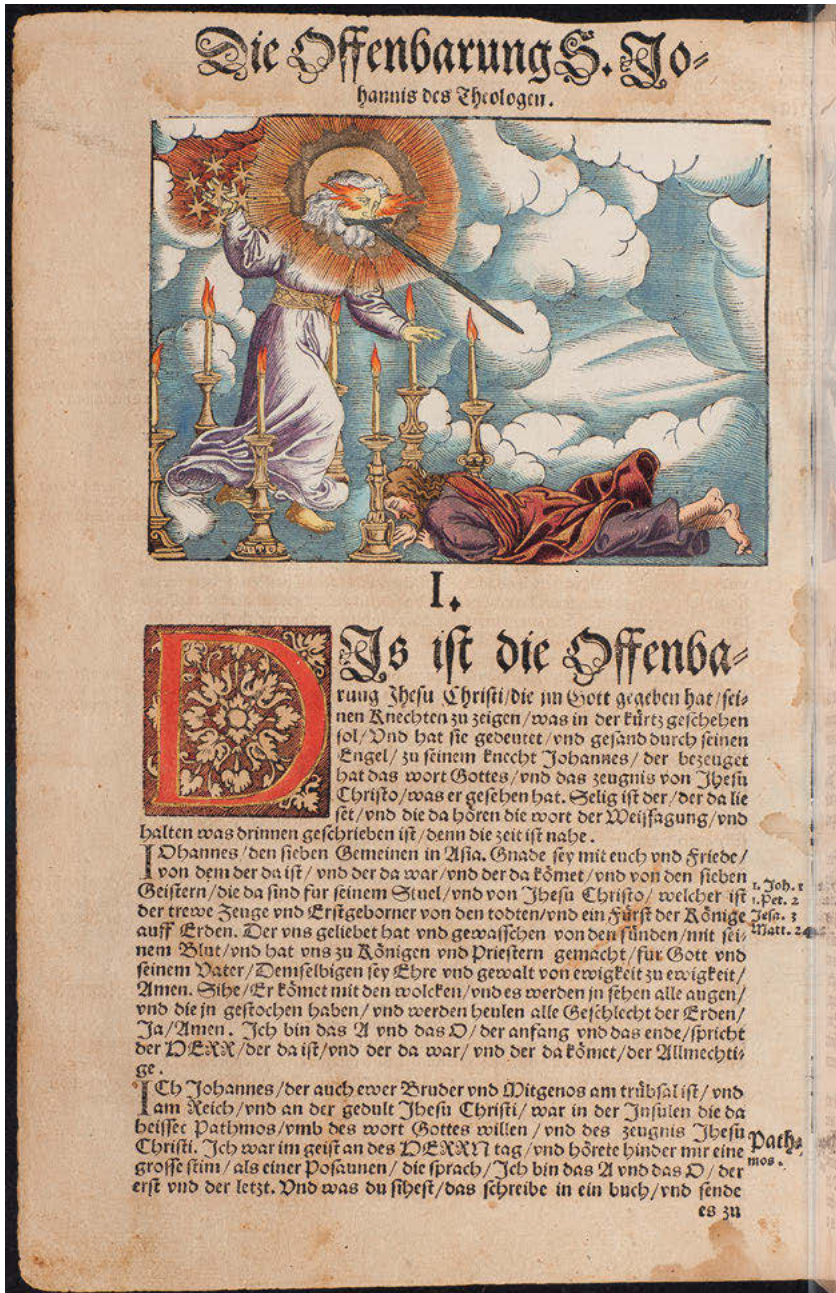 Die Offenbarung S. Jo⸗
hannis des Theologen.
I.
DIs ist die Offenba⸗
rung Jhesu Christi/die jm Gott gegeben hat/sei⸗
nen Knechten zu zeigen/was in der kürtz geschehen
sol/Vnd hat sie gedeutet/vnd gesand durch seinen
Engel/zu seinem knecht Johannes/der bezeuget
hat das wort Gottes/vnd das zeugnis von Jhesu
Christo/was er gesehen hat. Selig ist der/der da lie
set/vnd die da hören die wort der Weissagung/vnd
halten was drinnen geschrieben ist/denn die zeit ist nahe.
IOhannes/den sieben Gemeinen in Asia. Gnade sey mit euch vnd Friede/
von dem der da ist/vnd der da war/vnd der da kömet/vnd von den sieben
Geistern/die da sind fur seinem Stuel/vnd von Jhesu Christo/welcher ist
der trewe Zeuge vnd Erstgeborner von den todten/vnd ein Fürst der Könige
auff Erden. Der vns geliebet hat vnd gewasschen von den sünden/mit sei⸗
nem Blut/vnd hat vns zu Königen vnd Priestern gemacht/für Gott vnd
seinem Vater/Demselbigen sey Ehre vnd gewalt von ewigkeit zu ewigkeit/
Amen. Sihe/Er kömet mit den wolcken/vnd es werden jn sehen alle augen/
vnd die jn gestochen haben/vnd werden heulen alle Geschlecht der Erden/
Ja/Amen. Ich bin das A vnd das O/der anfang vnd das ende/spricht
der HERR/der da ist/vnd der da war/vnd der da kömet/der Allmechti⸗
ge.
ICh Johannes/der auch ewer Bruder vnd Mitgenos am trübsal ist/vnd
am Reich/vnd an der gedult Jhesu Christi/war in der Insulen die da
heisset Pathmos/vmb des wort Gottes willen/vnd des zeugnis Jhesu
Christi. Ich war im geist an des HERRN tag/vnd hörete hinder mir eine
grosse stim/als einer Posaunen/die sprach/Ich bin das A vnd das O/der
erst vnd der letzt. Vnd was du sihest/das schreibe in ein buch/vnd sende
es zu
1. Joh. 1
1. Pet. 2
Jesa. 3
Matt. 24
Path⸗
mos.